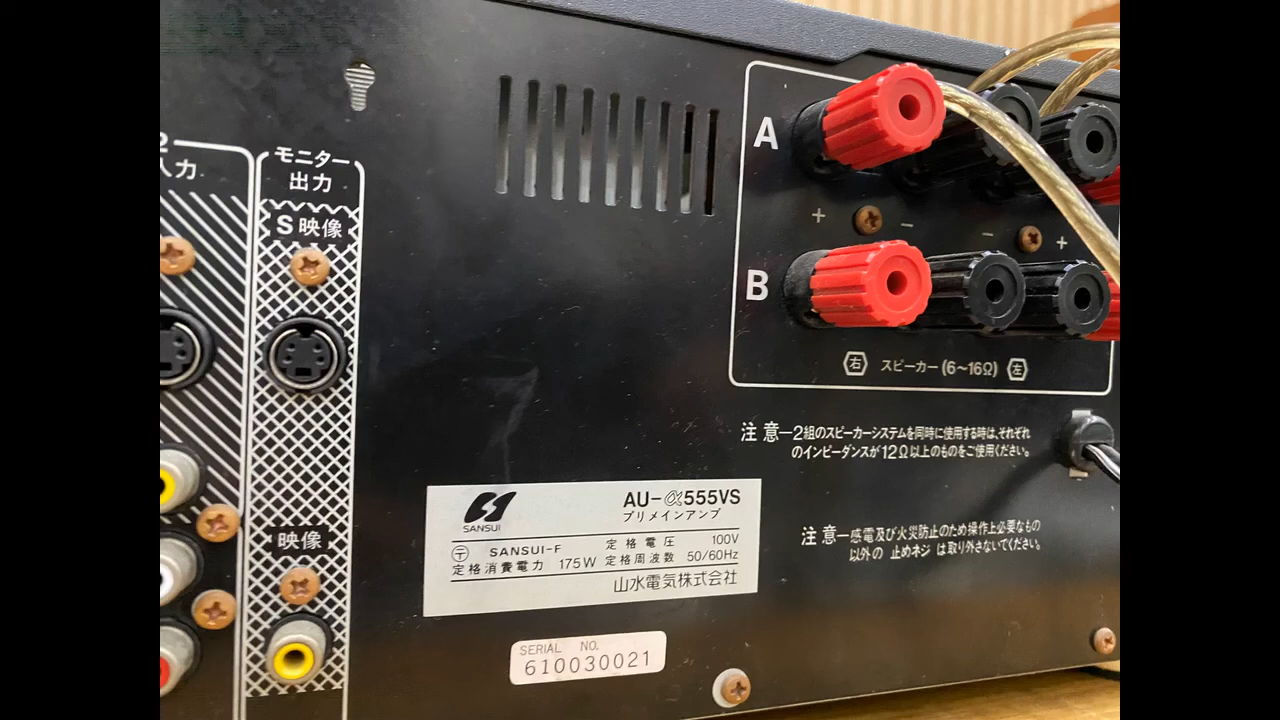 2
入力
モニター
出力
S映像
映像
A
+ − − +
B
右 スピーカー (6〜16Ω) 左
注意−2組のスピーカーシステムを同時に使用する時は、それぞれ
のインピーダンスが12Ω以上のものをご使用ください。
注意−感電及び火災防止のため操作上必要なもの
以外の 止めネジ は取り外さないでください。
SANSUI
AU-α555VS
プリメインアンプ
〒 SANSUI-F 定格電圧 100V
定格消費電力 175W 定格周波数 50/60Hz
山水電気株式会社
SERIAL NO.
610030021